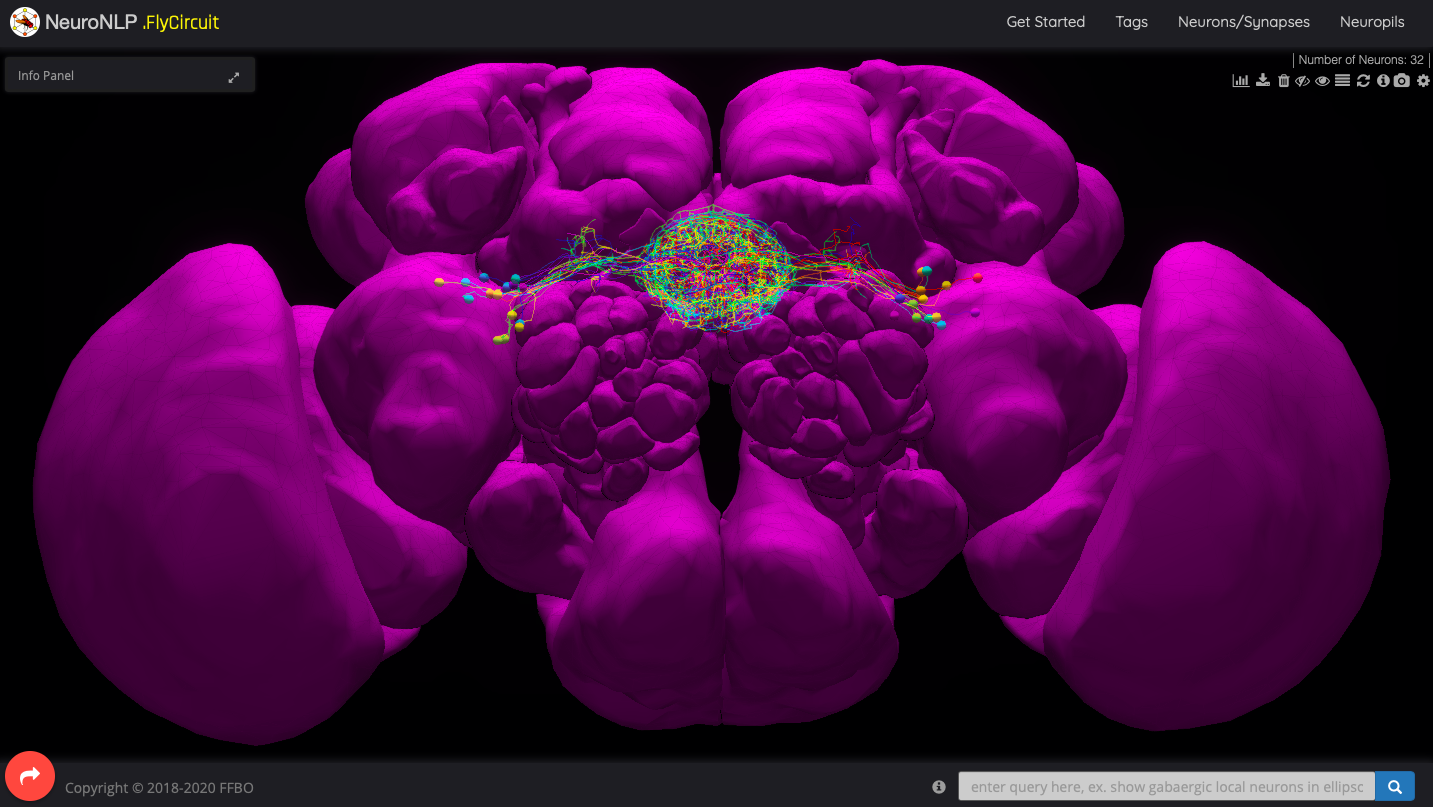 NeuroNLP .FlyCircuit
Get Started Tags Neurons/Synapses Neuropils
Info Panel
| Number of Neurons: 32 |
Copyright © 2018-2020 FFBO
enter query here, ex. show gabaergic local neurons in ellipsc